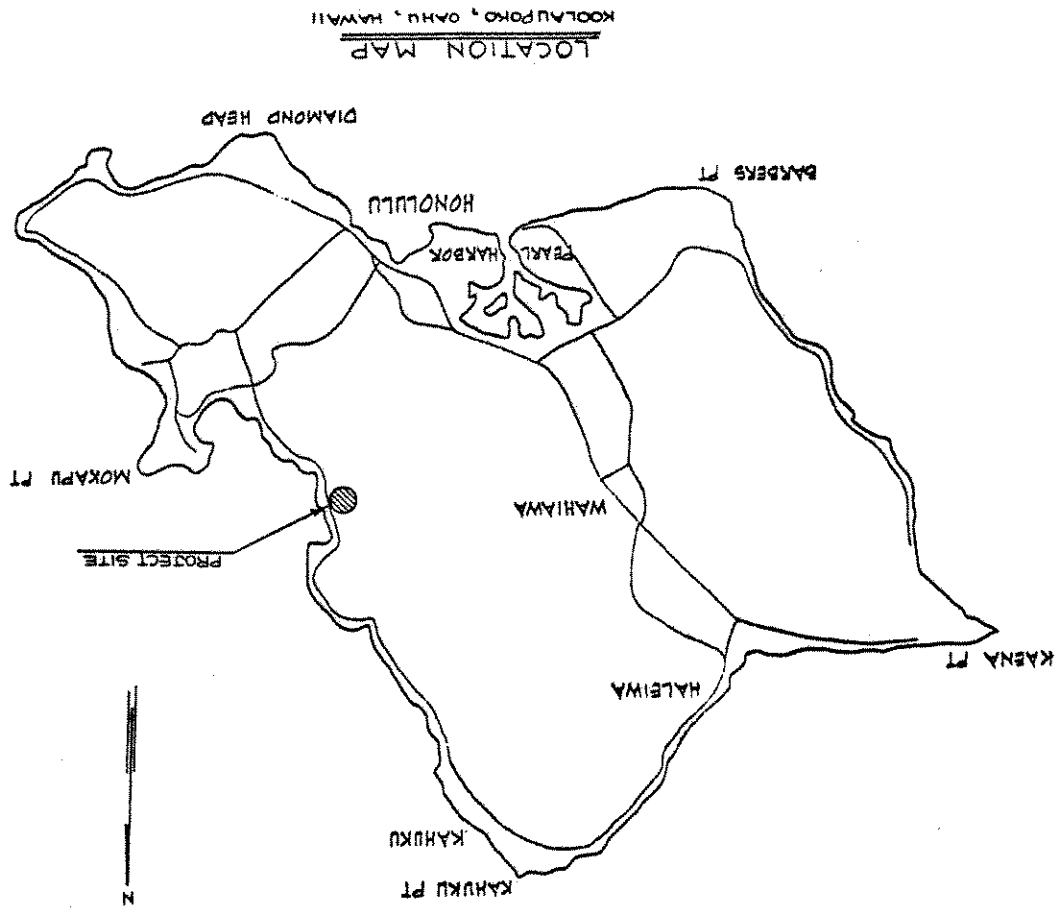 N
KAHUKU PT
KAHUKU
HALEIWA
KAENA PT
PROJECT SITE
WAHIAWA
MOKAPU PT
PEARL HARBOR
HONOLULU
BARBERS PT
DIAMOND HEAD
LOCATION MAP
KOOLAUPOKO, OAHU, HAWAII